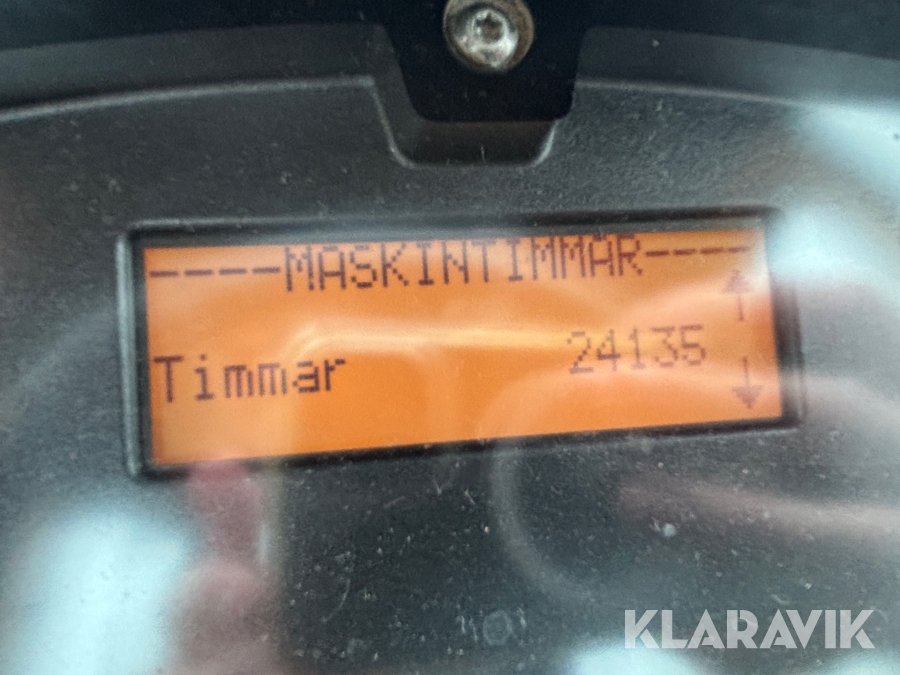 ----MASKINTIMMAR----
Timmar 24135
KLARAVIK